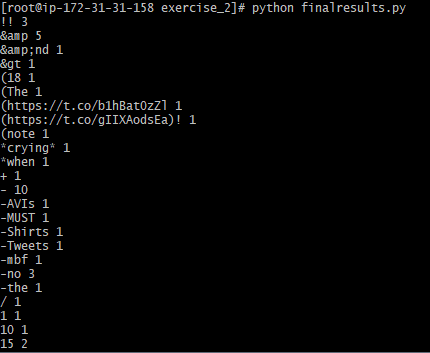 [root@ip-172-31-31-158 exercise_2]# python finalresults.py
!! 3
&amp 5
&amp;nd 1
&gt 1
(18 1
(The 1
(https://t.co/b1hBatOzZl 1
(https://t.co/gIIXAodsEa)! 1
(note 1
*crying* 1
*when 1
+ 1
- 10
-AVIs 1
-MUST 1
-Shirts 1
-Tweets 1
-mbf 1
-no 3
-the 1
/ 1
1 1
10 1
15 2